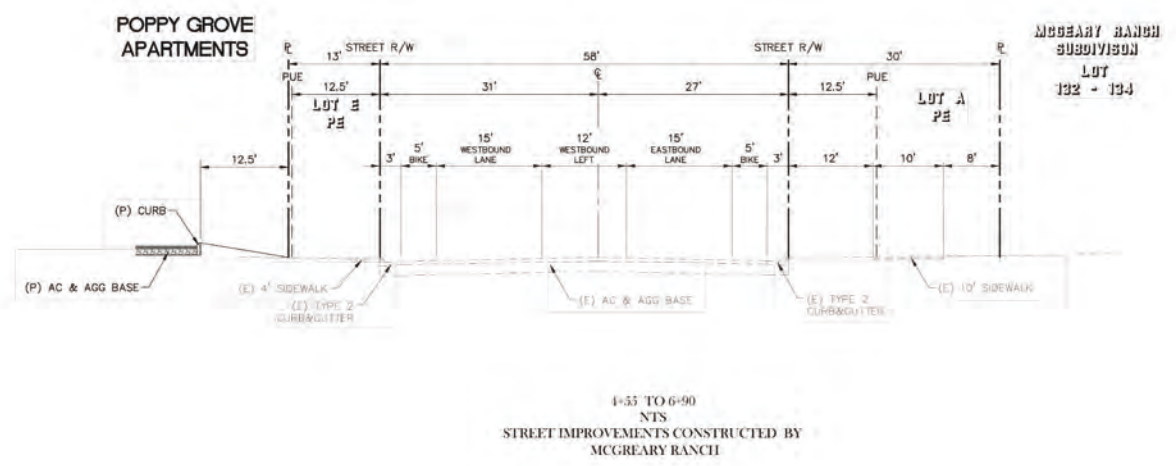 POPPY GROVE
APARTMENTS
MCGEARY RANCH
SUBDIVISON
LOT
132 - 134
PL
STREET R/W
STREET R/W
PL
13'
58'
30'
PUE
CL
PUE
12.5'
31'
27'
12.5'
LOT E
PE
LOT A
PE
12.5'
3'
5'
BIKE
15'
WESTBOUND
LANE
12'
WESTBOUND
LEFT
15'
EASTBOUND
LANE
5'
BIKE
3'
12'
10'
8'
(P) CURB
(P) AC & AGG BASE
(E) 4' SIDEWALK
(E) TYPE 2
CURB&GUTTER
(E) AC & AGG BASE
(E) TYPE 2
CURB&GUTTER
(E) 10' SIDEWALK
4+55 TO 6+90
NTS
STREET IMPROVEMENTS CONSTRUCTED BY
MCGREARY RANCH